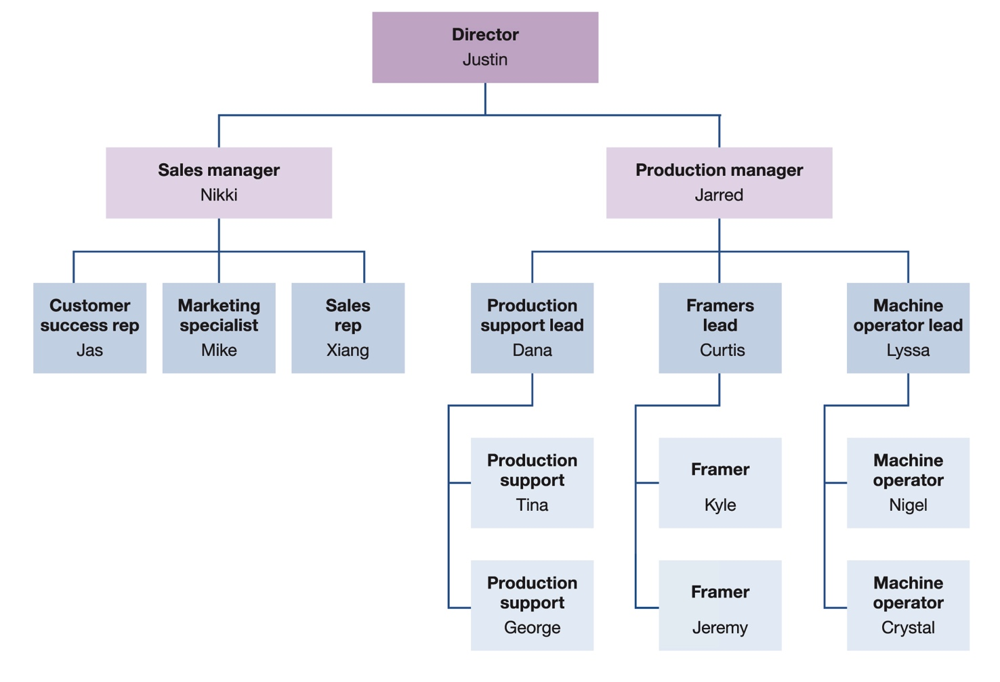 Director
Justin
Sales manager
Nikki
Production manager
Jarred
Customer
success rep
Jas
Marketing
specialist
Mike
Sales
rep
Xiang
Production
support lead
Dana
Framers
lead
Curtis
Machine
operator lead
Lyssa
Production
support
Tina
Framer
Kyle
Machine
operator
Nigel
Production
support
George
Framer
Jeremy
Machine
operator
Crystal